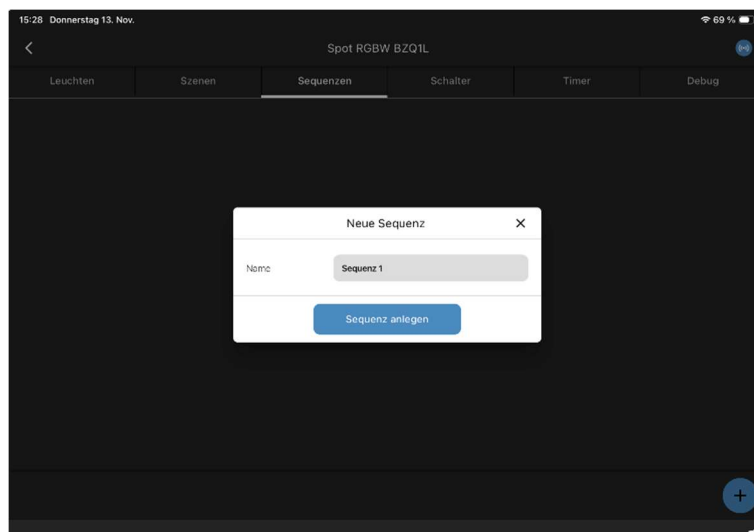 15:28 Donnerstag 13. Nov. 69 %
Spot RGBW BZQ1L
Leuchten Szenen Sequenzen Schalter Timer Debug
Neue Sequenz
Name Sequenz 1
Sequenz anlegen